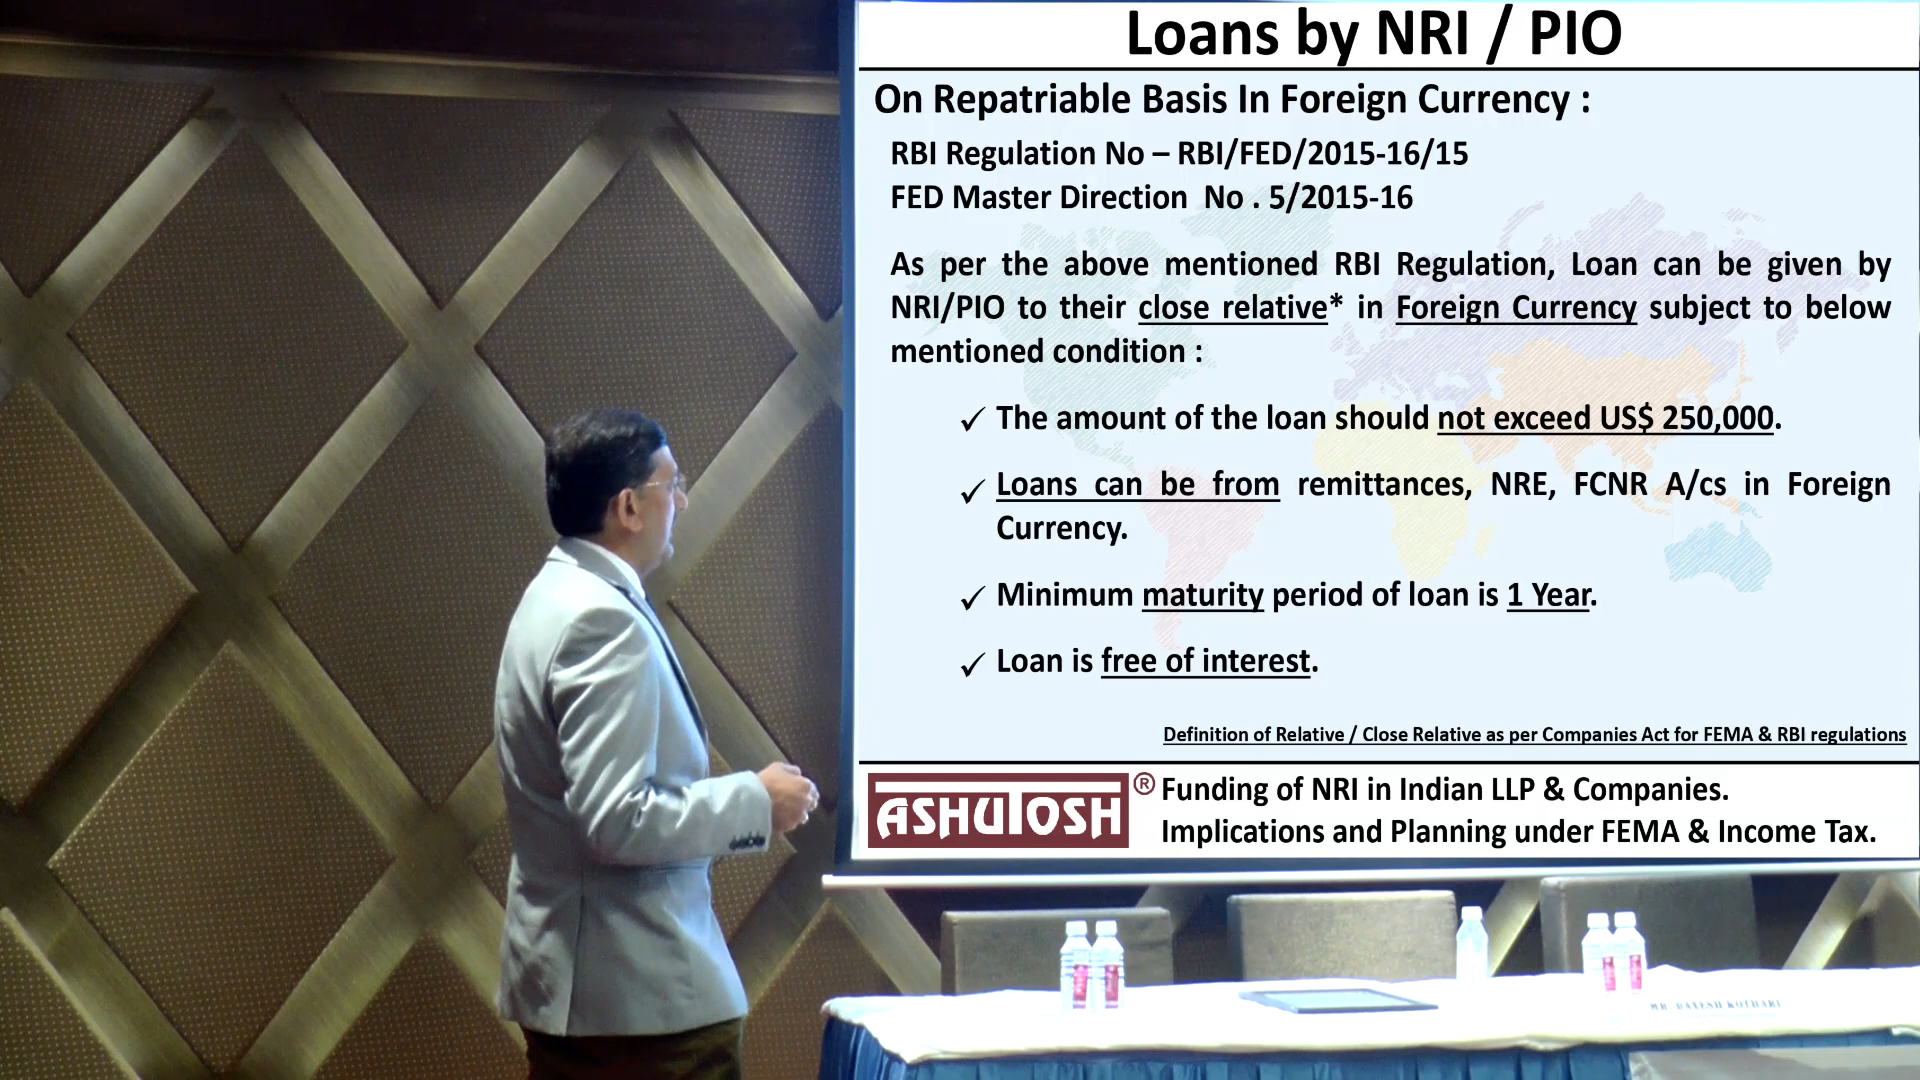 Loans by NRI / PIO
On Repatriable Basis In Foreign Currency :
RBI Regulation No – RBI/FED/2015-16/15
FED Master Direction No . 5/2015-16
As per the above mentioned RBI Regulation, Loan can be given by
NRI/PIO to their close relative* in Foreign Currency subject to below
mentioned condition :
✓ The amount of the loan should not exceed US$ 250,000.
✓ Loans can be from remittances, NRE, FCNR A/cs in Foreign
Currency.
✓ Minimum maturity period of loan is 1 Year.
✓ Loan is free of interest.
Definition of Relative / Close Relative as per Companies Act for FEMA & RBI regulations
ASHUTOSH ®
Funding of NRI in Indian LLP & Companies.
Implications and Planning under FEMA & Income Tax.
MR. RAXESH KOTHARI